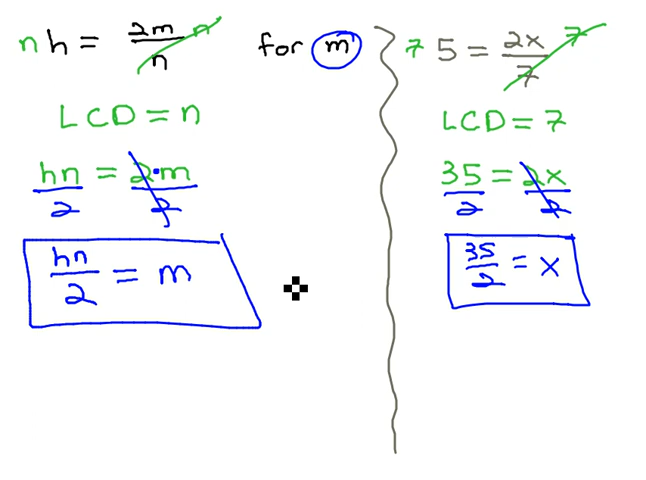 n h = 2m/n n for m
LCD = n
hn/2 = 2·m/2
hn/2 = m
7 5 = 2x/7 7
LCD = 7
35/2 = 2x/2
35/2 = x